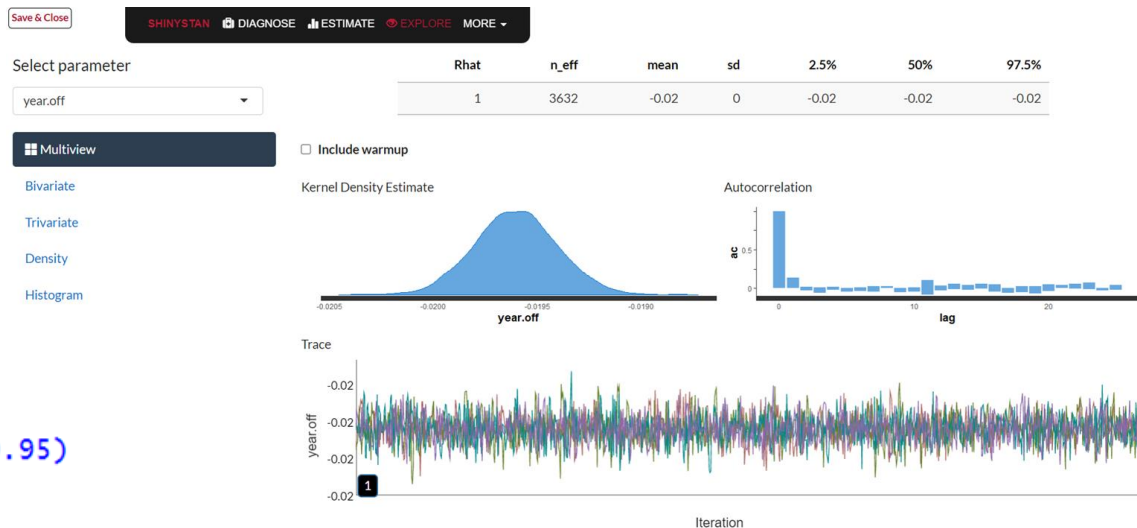 Save & Close
SHINYSTAN DIAGNOSE ESTIMATE EXPLORE MORE
Select parameter
Rhat n_eff mean sd 2.5% 50% 97.5%
year.off
1 3632 -0.02 0 -0.02 -0.02 -0.02
Multiview
Include warmup
Bivariate
Kernel Density Estimate
Autocorrelation
Trivariate
Density
Histogram
ac
0.5
0
-0.0205 -0.0200 -0.0195 -0.0190
year.off
0 10 20
lag
Trace
-0.02
-0.02
-0.02
-0.02
year.off
1
Iteration
.95)